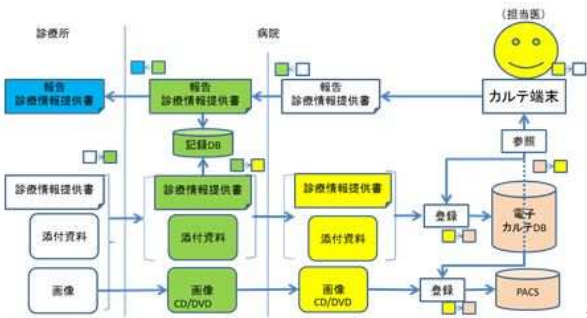 (担当医)
診療所
病院
報告
診療情報提供書
報告
診療情報提供書
報告
診療情報提供書
カルテ端末
記録DB
参照
診療情報提供書
診療情報提供書
診療情報提供書
添付資料
添付資料
添付資料
登録
電子
カルテDB
画像
画像
CD/DVD
画像
CD/DVD
登録
PACS